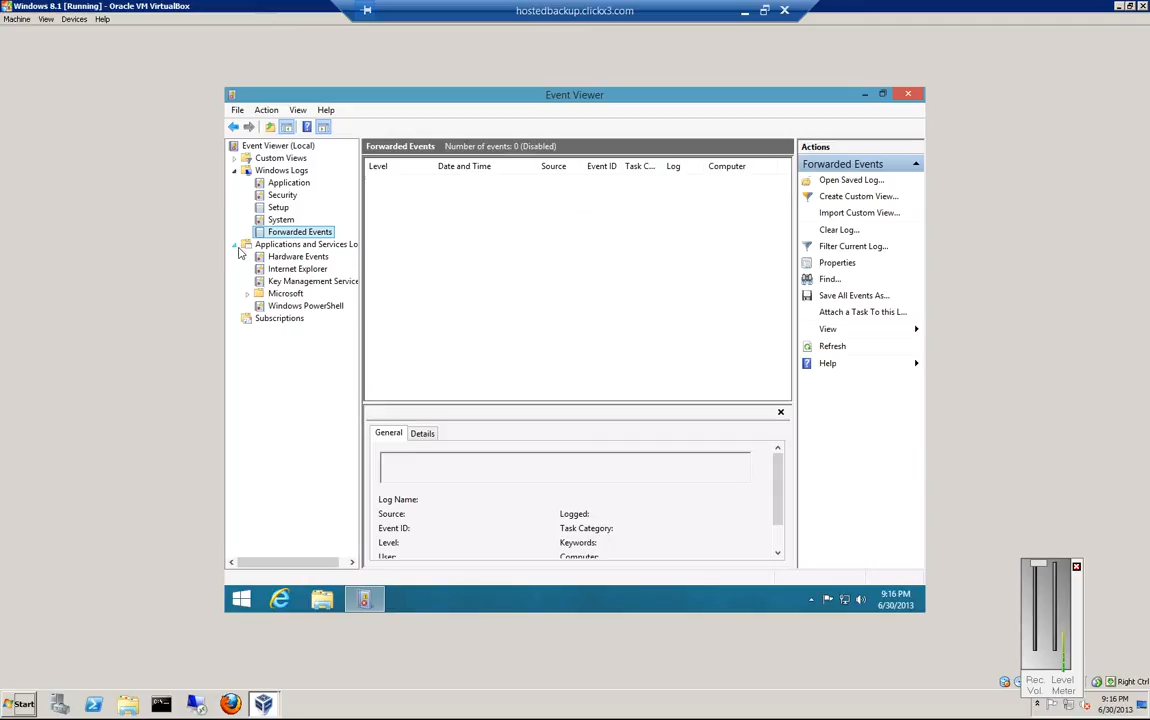 Windows 8.1 [Running] - Oracle VM VirtualBox
hostedbackup.clickx3.com
Machine View Devices Help
Event Viewer
File Action View Help
Event Viewer (Local)
Custom Views
Windows Logs
Application
Security
Setup
System
Forwarded Events
Applications and Services Lo
Hardware Events
Internet Explorer
Key Management Service
Microsoft
Windows PowerShell
Subscriptions
Forwarded Events Number of events: 0 (Disabled)
Level Date and Time Source Event ID Task C... Log Computer
General Details
Log Name:
Source: Logged:
Event ID: Task Category:
Level: Keywords:
User: Computer:
Actions
Forwarded Events
Open Saved Log...
Create Custom View...
Import Custom View...
Clear Log...
Filter Current Log...
Properties
Find...
Save All Events As...
Attach a Task To this L...
View
Refresh
Help
9:16 PM
6/30/2013
Rec. Level
Vol. Meter
Right Ctrl
Start
9:16 PM
6/30/2013